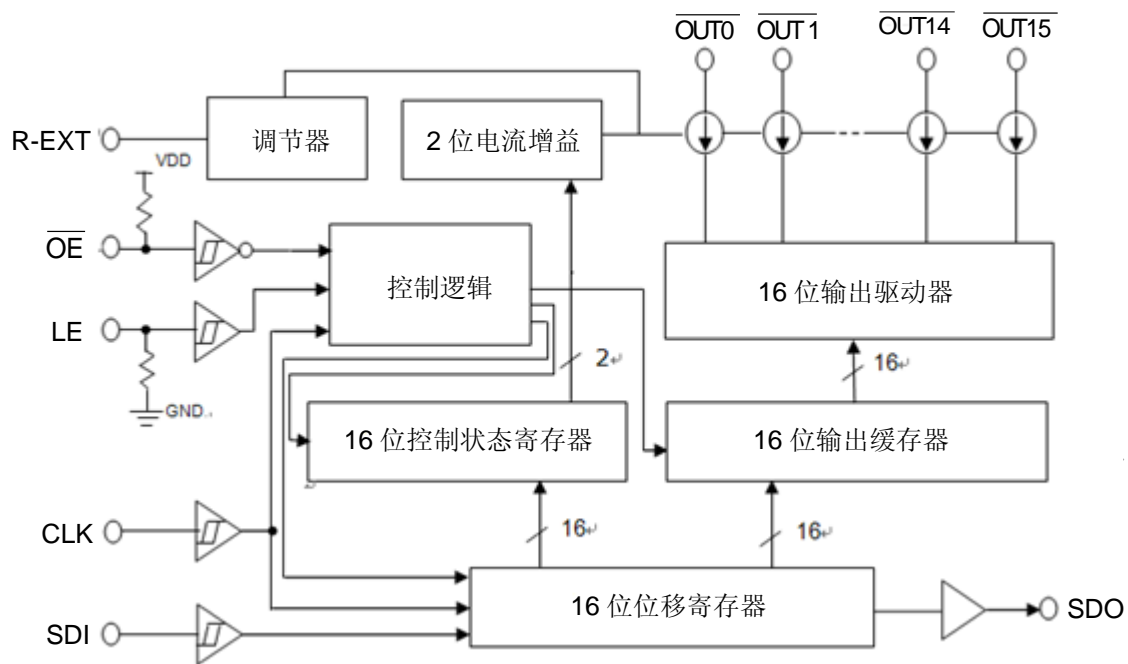 OUT0 OUT1 OUT14 OUT15
R-EXT
调节器
2 位电流增益
VDD
OE
控制逻辑
16 位输出驱动器
LE
2↵
16↵
GND..
16 位控制状态寄存器
16 位输出缓存器
↵
CLK
16↵
16↵
16 位位移寄存器
SDO
SDI